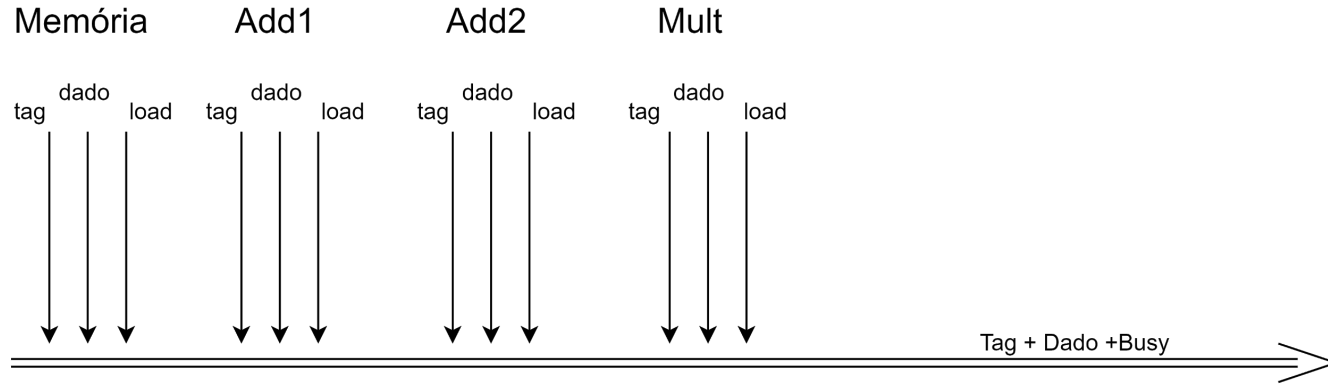 Memória Add1 Add2 Mult
tag dado load tag dado load tag dado load tag dado load
Tag + Dado +Busy